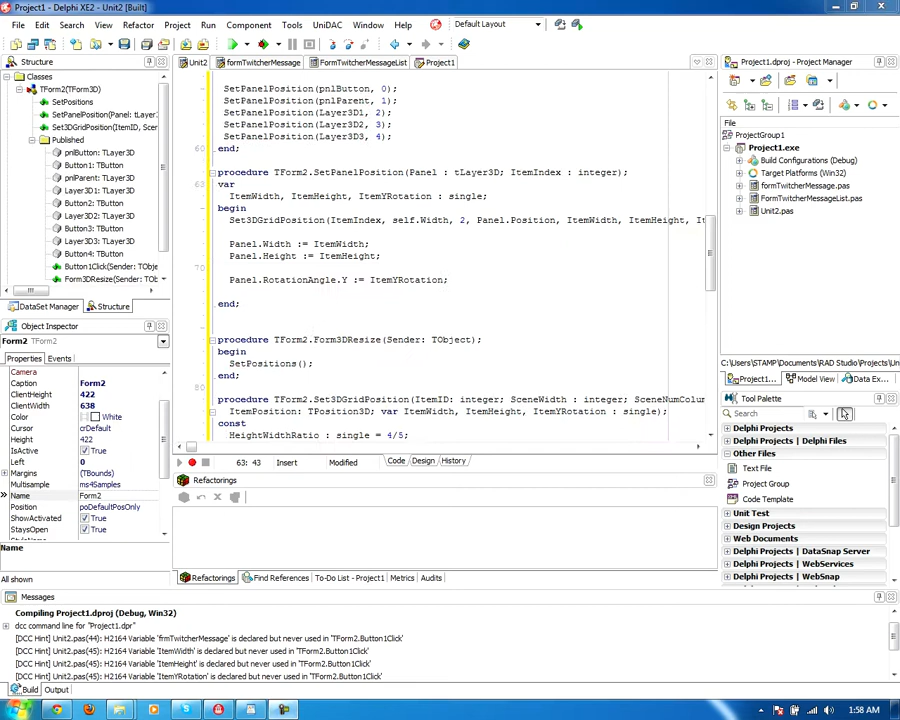 Project1 - Delphi XE2 - Unit2 [Built]
File Edit Search View Refactor Project Run Component Tools UniDAC Window Help Default Layout
Structure
Classes
TForm2(TForm3D)
SetPositions
SetPanelPosition(Panel: tLayer
Set3DGridPosition(ItemID, Scer
Published
pnlButton: TLayer3D
Button1: TButton
pnlParent: TLayer3D
Layer3D1: TLayer3D
Button2: TButton
Layer3D2: TLayer3D
Button3: TButton
Layer3D3: TLayer3D
Button4: TButton
Button1Click(Sender: TObje
Form3DResize(Sender: TOb
DataSet Manager Structure
Object Inspector
Form2 TForm2
Properties Events
Camera
Caption Form2
ClientHeight 422
ClientWidth 638
Color White
Cursor crDefault
Height 422
IsActive True
Left 0
Margins (TBounds)
Multisample ms4Samples
Name Form2
Position poDefaultPosOnly
ShowActivated True
StaysOpen True
Name
All shown
Unit2 formTwitcherMessage FormTwitcherMessageList Project1
SetPanelPosition(pnlButton, 0);
SetPanelPosition(pnlParent, 1);
SetPanelPosition(Layer3D1, 2);
SetPanelPosition(Layer3D2, 3);
SetPanelPosition(Layer3D3, 4);
60 end;
procedure TForm2.SetPanelPosition(Panel : tLayer3D; ItemIndex : integer);
63 var
ItemWidth, ItemHeight, ItemYRotation : single;
begin
Set3DGridPosition(ItemIndex, self.Width, 2, Panel.Position, ItemWidth, ItemHeight, It
Panel.Width := ItemWidth;
Panel.Height := ItemHeight;
70
Panel.RotationAngle.Y := ItemYRotation;
end;
procedure TForm2.Form3DResize(Sender: TObject);
begin
SetPositions();
end;
80
procedure TForm2.Set3DGridPosition(ItemID: integer; SceneWidth : integer; SceneNumColum
ItemPosition: TPosition3D; var ItemWidth, ItemHeight, ItemYRotation : single);
const
HeightWidthRatio : single = 4/5;
63: 43 Insert Modified Code Design History
Refactorings
Refactorings Find References To-Do List - Project1 Metrics Audits
Project1.dproj - Project Manager
File
ProjectGroup1
Project1.exe
Build Configurations (Debug)
Target Platforms (Win32)
formTwitcherMessage.pas
FormTwitcherMessageList.pas
Unit2.pas
C:\Users\STAMP\Documents\RAD Studio\Projects\Un
Project1... Model View Data Ex...
Tool Palette
Search
Delphi Projects
Delphi Projects | Delphi Files
Other Files
Text File
Project Group
Code Template
Unit Test
Design Projects
Web Documents
Delphi Projects | DataSnap Server
Delphi Projects | WebServices
Delphi Projects | WebSnap
Messages
Compiling Project1.dproj (Debug, Win32)
dcc command line for "Project1.dpr"
[DCC Hint] Unit2.pas(44): H2164 Variable 'frmTwitcherMessage' is declared but never used in 'TForm2.Button1Click'
[DCC Hint] Unit2.pas(45): H2164 Variable 'ItemWidth' is declared but never used in 'TForm2.Button1Click'
[DCC Hint] Unit2.pas(45): H2164 Variable 'ItemHeight' is declared but never used in 'TForm2.Button1Click'
[DCC Hint] Unit2.pas(45): H2164 Variable 'ItemYRotation' is declared but never used in 'TForm2.Button1Click'
Build Output
1:58 AM